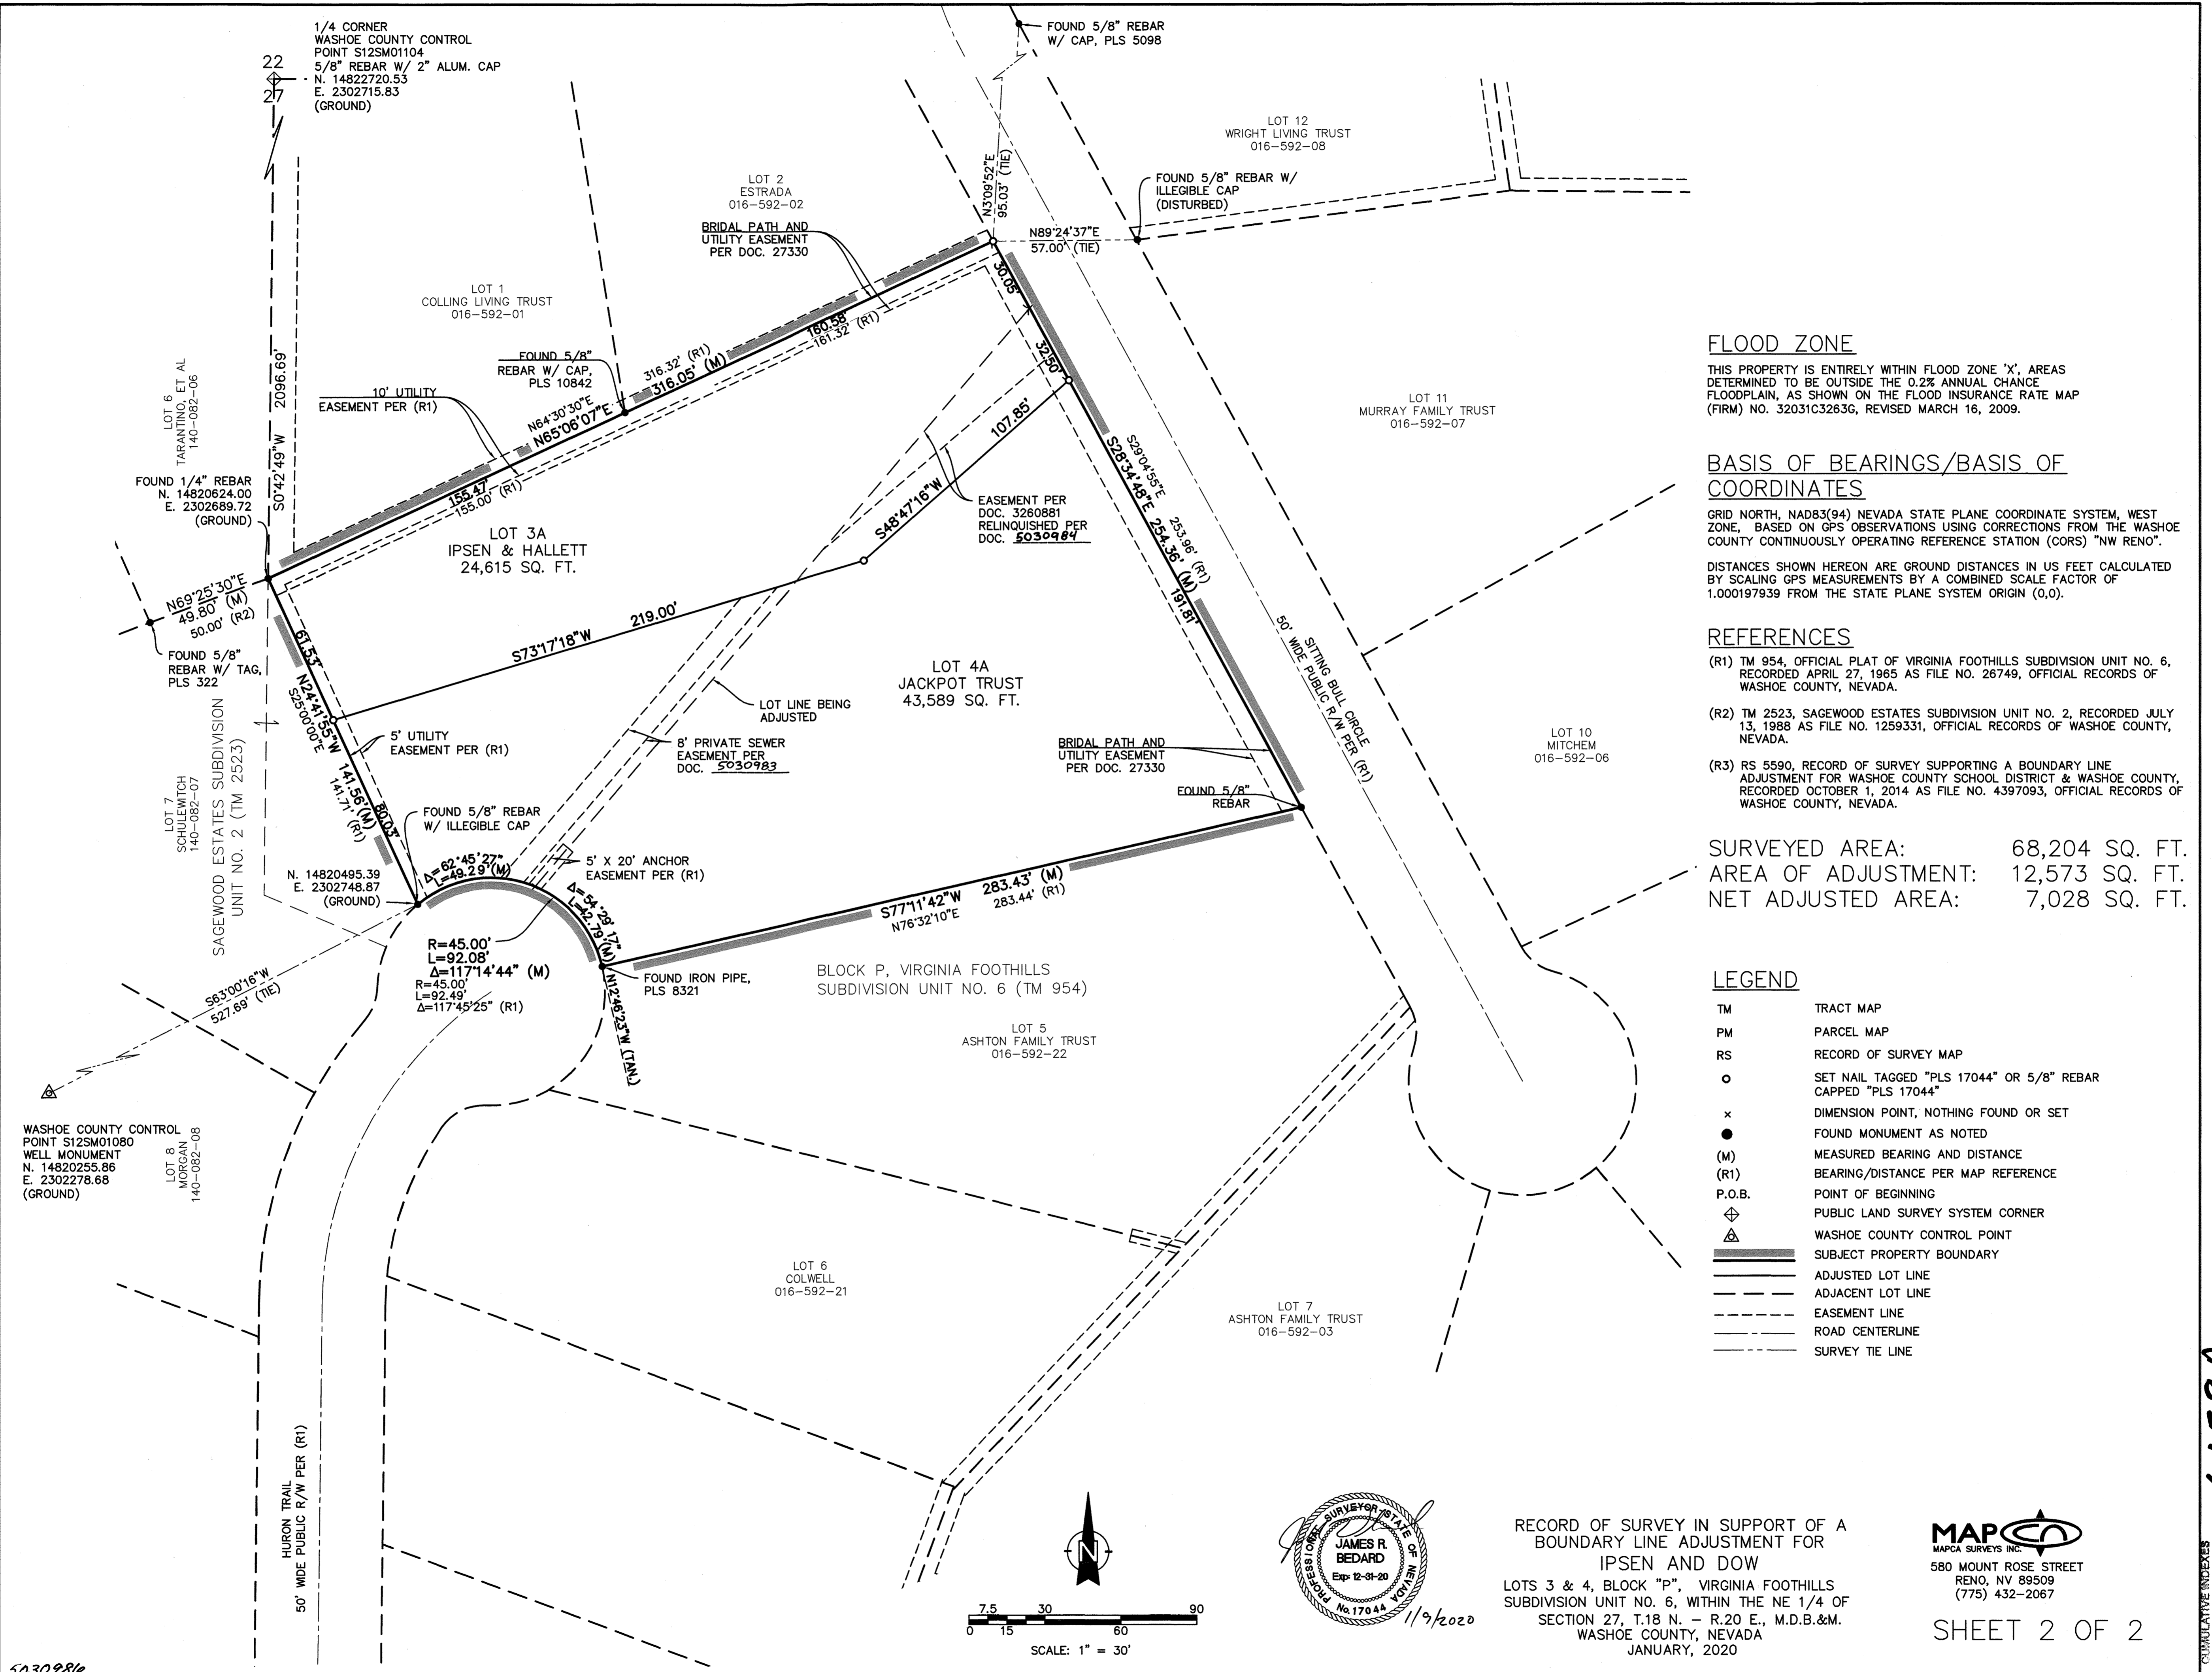 1/4 CORNER
WASHOE COUNTY CONTROL
POINT S12SM01104
5/8" REBAR W/ 2" ALUM. CAP
N. 14822720.53
E. 2302715.83
(GROUND)
22
27
FOUND 5/8" REBAR
W/ CAP, PLS 5098
LOT 12
WRIGHT LIVING TRUST
016-592-08
LOT 2
ESTRADA
016-592-02
BRIDAL PATH AND
UTILITY EASEMENT
PER DOC. 27330
N3°09'52"E
95.03' (TIE)
FOUND 5/8" REBAR W/
ILLEGIBLE CAP
(DISTURBED)
N89°24'37"E
57.00' (TIE)
LOT 1
COLLING LIVING TRUST
016-592-01
30.05'
32.50'
160.58'
161.32' (R1)
316.32' (R1)
316.05' (M)
N64°30'30"E
N65°06'07"E
FOUND 5/8"
REBAR W/ CAP,
PLS 10842
10' UTILITY
EASEMENT PER (R1)
S0°42'49"W 2096.69'
LOT 6
TARANTINO, ET AL
140-082-06
FOUND 1/4" REBAR
N. 14820624.00
E. 2302689.72
(GROUND)
155.47'
155.00' (R1)
LOT 3A
IPSEN & HALLETT
24,615 SQ. FT.
107.85'
S48°47'16"W
EASEMENT PER
DOC. 3260881
RELINQUISHED PER
DOC. 5030984
S29°04'55"E 253.96' (R1)
S28°34'48"E 254.36' (M)
191.81'
LOT 11
MURRAY FAMILY TRUST
016-592-07
N69°25'30"E
49.80' (M)
50.00' (R2)
FOUND 5/8"
REBAR W/ TAG,
PLS 322
61.53'
N24°41'55"W 141.56'(M)
S25°00'00"E 141.71' (R1)
80.03'
S73°17'18"W 219.00'
LOT 4A
JACKPOT TRUST
43,589 SQ. FT.
LOT LINE BEING
ADJUSTED
5' UTILITY
EASEMENT PER (R1)
8' PRIVATE SEWER
EASEMENT PER
DOC. 5030983
SITTING BULL CIRCLE
50' WIDE PUBLIC R/W PER (R1)
BRIDAL PATH AND
UTILITY EASEMENT
PER DOC. 27330
LOT 10
MITCHEM
016-592-06
FOUND 5/8"
REBAR
SAGEWOOD ESTATES SUBDIVISION
UNIT NO. 2 (TM 2523)
LOT 7
SCHULEWITCH
140-082-07
FOUND 5/8" REBAR
W/ ILLEGIBLE CAP
N. 14820495.39
E. 2302748.87
(GROUND)
Δ=62°45'27"
L=49.29'(M)
5' X 20' ANCHOR
EASEMENT PER (R1)
Δ=54°29'17"
L=42.79'(M)
R=45.00'
L=92.08'
Δ=117°14'44" (M)
R=45.00'
L=92.49'
Δ=117°45'25" (R1)
S77°11'42"W 283.43' (M)
N76°32'10"E 283.44' (R1)
FOUND IRON PIPE,
PLS 8321
N12°46'23"W (TAN.)
BLOCK P, VIRGINIA FOOTHILLS
SUBDIVISION UNIT NO. 6 (TM 954)
S63°00'16"W
527.69' (TIE)
LOT 5
ASHTON FAMILY TRUST
016-592-22
WASHOE COUNTY CONTROL
POINT S12SM01080
WELL MONUMENT
N. 14820255.86
E. 2302278.68
(GROUND)
LOT 8
MORGAN
140-082-08
LOT 6
COLWELL
016-592-21
LOT 7
ASHTON FAMILY TRUST
016-592-03
HURON TRAIL
50' WIDE PUBLIC R/W PER (R1)
FLOOD ZONE
THIS PROPERTY IS ENTIRELY WITHIN FLOOD ZONE 'X', AREAS
DETERMINED TO BE OUTSIDE THE 0.2% ANNUAL CHANCE
FLOODPLAIN, AS SHOWN ON THE FLOOD INSURANCE RATE MAP
(FIRM) NO. 32031C3263G, REVISED MARCH 16, 2009.
BASIS OF BEARINGS/BASIS OF
COORDINATES
GRID NORTH, NAD83(94) NEVADA STATE PLANE COORDINATE SYSTEM, WEST
ZONE, BASED ON GPS OBSERVATIONS USING CORRECTIONS FROM THE WASHOE
COUNTY CONTINUOUSLY OPERATING REFERENCE STATION (CORS) "NW RENO".
DISTANCES SHOWN HEREON ARE GROUND DISTANCES IN US FEET CALCULATED
BY SCALING GPS MEASUREMENTS BY A COMBINED SCALE FACTOR OF
1.000197939 FROM THE STATE PLANE SYSTEM ORIGIN (0,0).
REFERENCES
(R1) TM 954, OFFICIAL PLAT OF VIRGINIA FOOTHILLS SUBDIVISION UNIT NO. 6,
RECORDED APRIL 27, 1965 AS FILE NO. 26749, OFFICIAL RECORDS OF
WASHOE COUNTY, NEVADA.
(R2) TM 2523, SAGEWOOD ESTATES SUBDIVISION UNIT NO. 2, RECORDED JULY
13, 1988 AS FILE NO. 1259331, OFFICIAL RECORDS OF WASHOE COUNTY,
NEVADA.
(R3) RS 5590, RECORD OF SURVEY SUPPORTING A BOUNDARY LINE
ADJUSTMENT FOR WASHOE COUNTY SCHOOL DISTRICT & WASHOE COUNTY,
RECORDED OCTOBER 1, 2014 AS FILE NO. 4397093, OFFICIAL RECORDS OF
WASHOE COUNTY, NEVADA.
SURVEYED AREA: 68,204 SQ. FT.
AREA OF ADJUSTMENT: 12,573 SQ. FT.
NET ADJUSTED AREA: 7,028 SQ. FT.
LEGEND
TM TRACT MAP
PM PARCEL MAP
RS RECORD OF SURVEY MAP
SET NAIL TAGGED "PLS 17044" OR 5/8" REBAR
CAPPED "PLS 17044"
DIMENSION POINT, NOTHING FOUND OR SET
FOUND MONUMENT AS NOTED
(M) MEASURED BEARING AND DISTANCE
(R1) BEARING/DISTANCE PER MAP REFERENCE
P.O.B. POINT OF BEGINNING
PUBLIC LAND SURVEY SYSTEM CORNER
WASHOE COUNTY CONTROL POINT
SUBJECT PROPERTY BOUNDARY
ADJUSTED LOT LINE
ADJACENT LOT LINE
EASEMENT LINE
ROAD CENTERLINE
SURVEY TIE LINE
N
7.5 30 90
0 15 60
SCALE: 1" = 30'
PROFESSIONAL SURVEYOR-STATE OF NEVADA
JAMES R.
BEDARD
Exp: 12-31-20
No. 17044
1/9/2020
RECORD OF SURVEY IN SUPPORT OF A
BOUNDARY LINE ADJUSTMENT FOR
IPSEN AND DOW
LOTS 3 & 4, BLOCK "P", VIRGINIA FOOTHILLS
SUBDIVISION UNIT NO. 6, WITHIN THE NE 1/4 OF
SECTION 27, T.18 N. - R.20 E., M.D.B.&M.
WASHOE COUNTY, NEVADA
JANUARY, 2020
MAPCA
MAPCA SURVEYS INC.
580 MOUNT ROSE STREET
RENO, NV 89509
(775) 432-2067
SHEET 2 OF 2
CUMULATIVE INDEXES